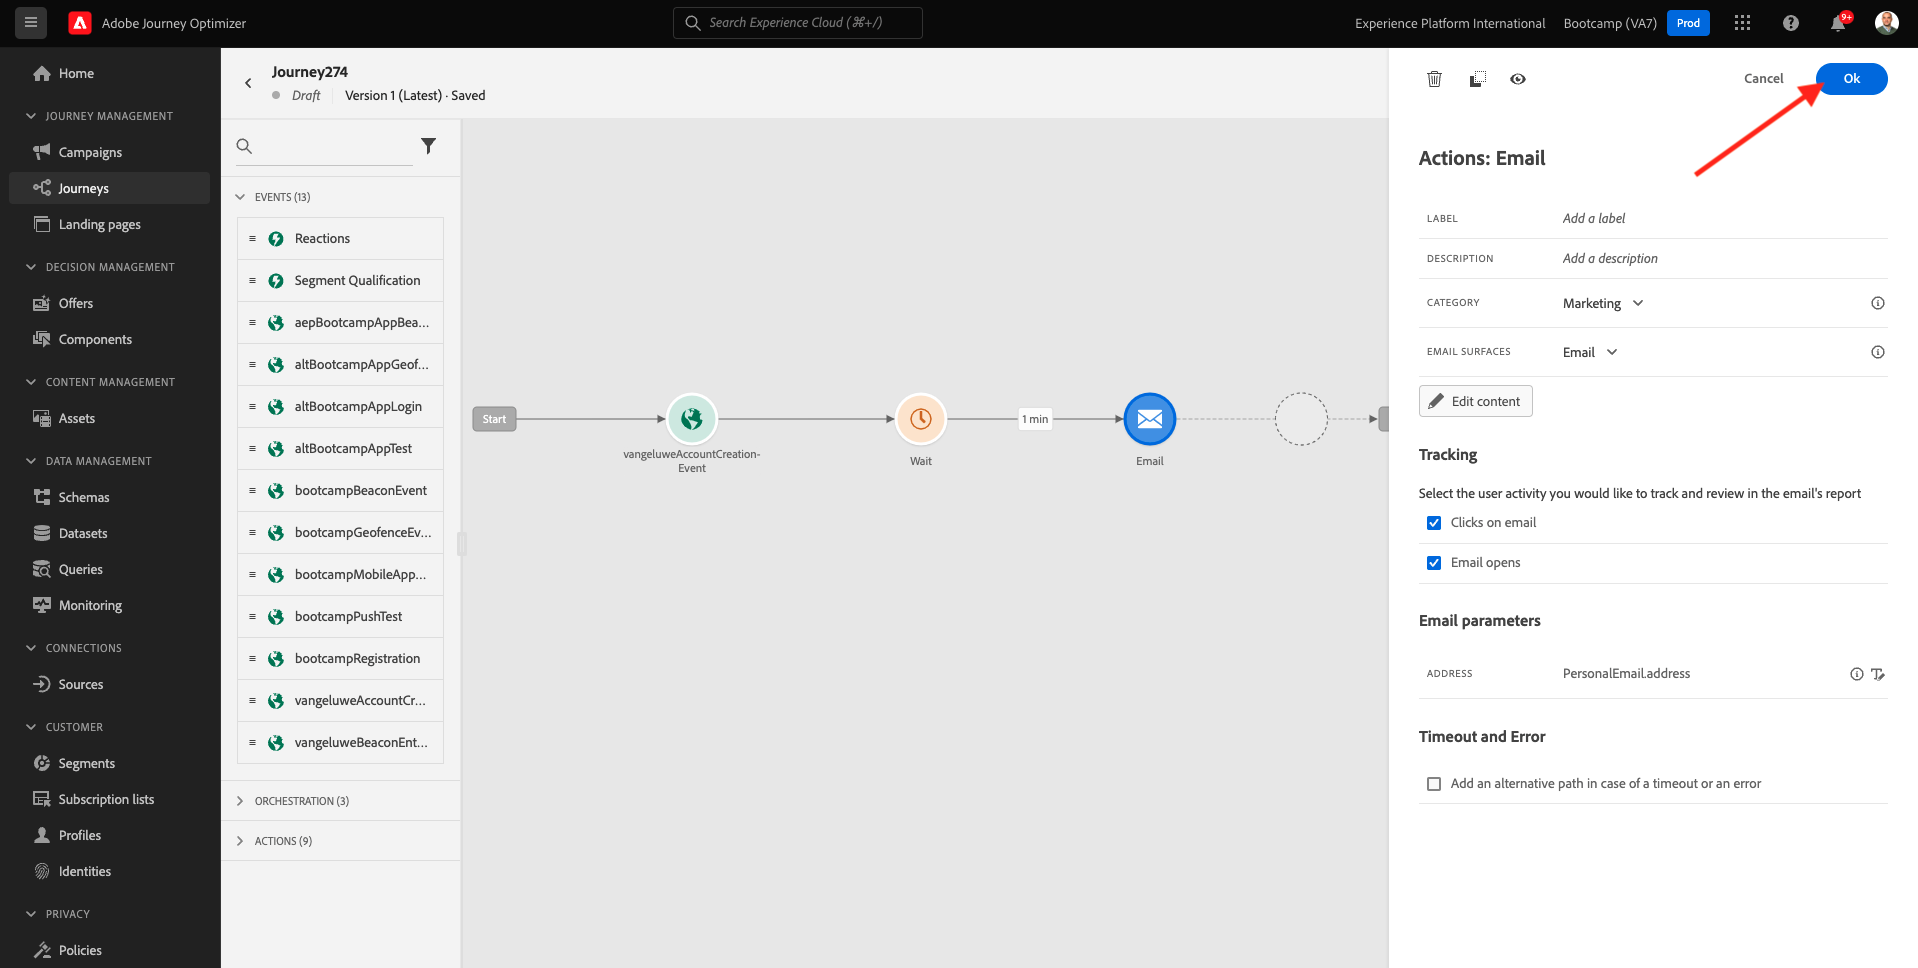 Adobe Journey Optimizer
Search Experience Cloud (⌘+/)
Experience Platform International
Bootcamp (VA7)
Prod
9+
Home
JOURNEY MANAGEMENT
Campaigns
Journeys
Landing pages
DECISION MANAGEMENT
Offers
Components
CONTENT MANAGEMENT
Assets
DATA MANAGEMENT
Schemas
Datasets
Queries
Monitoring
CONNECTIONS
Sources
CUSTOMER
Segments
Subscription lists
Profiles
Identities
PRIVACY
Policies
Journey274
Draft
Version 1 (Latest) · Saved
EVENTS (13)
Reactions
Segment Qualification
aepBootcampAppBea...
altBootcampAppGeof...
altBootcampAppLogin
altBootcampAppTest
bootcampBeaconEvent
bootcampGeofenceEv...
bootcampMobileApp...
bootcampPushTest
bootcampRegistration
vangeluweAccountCr...
vangeluweBeaconEnt...
ORCHESTRATION (3)
ACTIONS (9)
Start
vangeluweAccountCreation-
Event
Wait
1 min
Email
Cancel
Ok
Actions: Email
LABEL
Add a label
DESCRIPTION
Add a description
CATEGORY
Marketing
EMAIL SURFACES
Email
Edit content
Tracking
Select the user activity you would like to track and review in the email's report
Clicks on email
Email opens
Email parameters
ADDRESS
PersonalEmail.address
Timeout and Error
Add an alternative path in case of a timeout or an error